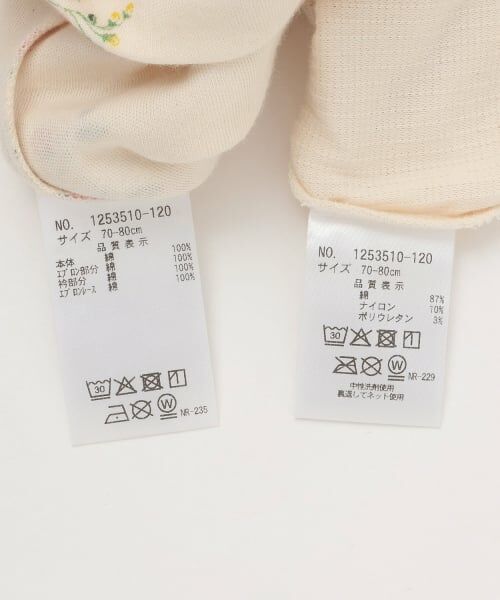 NO. 1253510-120
サイズ 70-80cm
品質表示
本体 綿 100%
エプロン部分 綿 100%
衿部分 綿 100%
エプロンレース 綿 100%
30
1
W
NR-235
NO. 1253510-120
サイズ 70-80cm
品質表示
綿 87%
ナイロン 10%
ポリウレタン 3%
30
1
W
NR-229
中性洗剤使用
裏返してネット使用